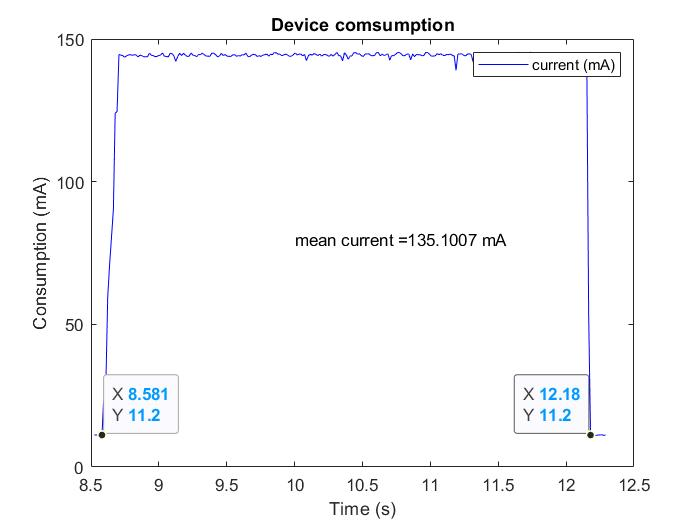 Device comsumption
150
current (mA)
100
Consumption (mA)
mean current =135.1007 mA
50
X 8.581
Y 11.2
X 12.18
Y 11.2
0
8.5 9 9.5 10 10.5 11 11.5 12 12.5
Time (s)